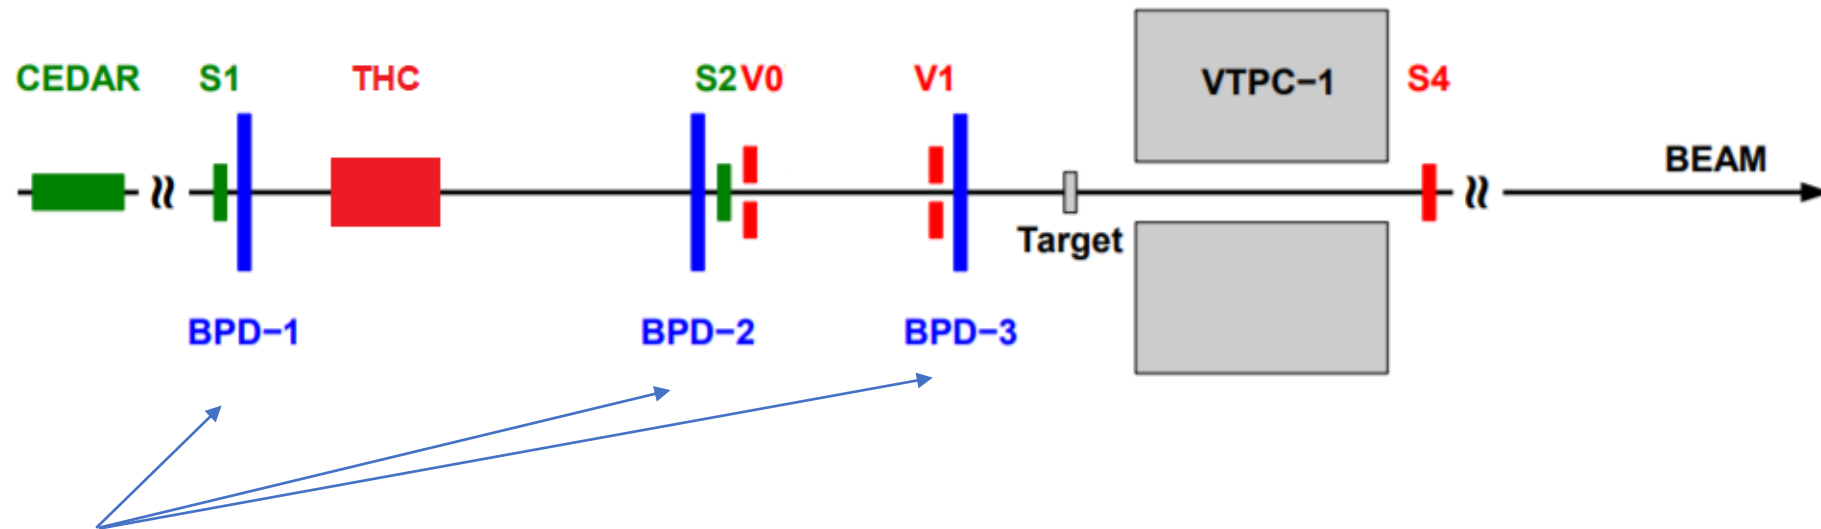 CEDAR S1 THC S2 V0 V1 VTPC−1 S4
BEAM
Target
BPD−1 BPD−2 BPD−3